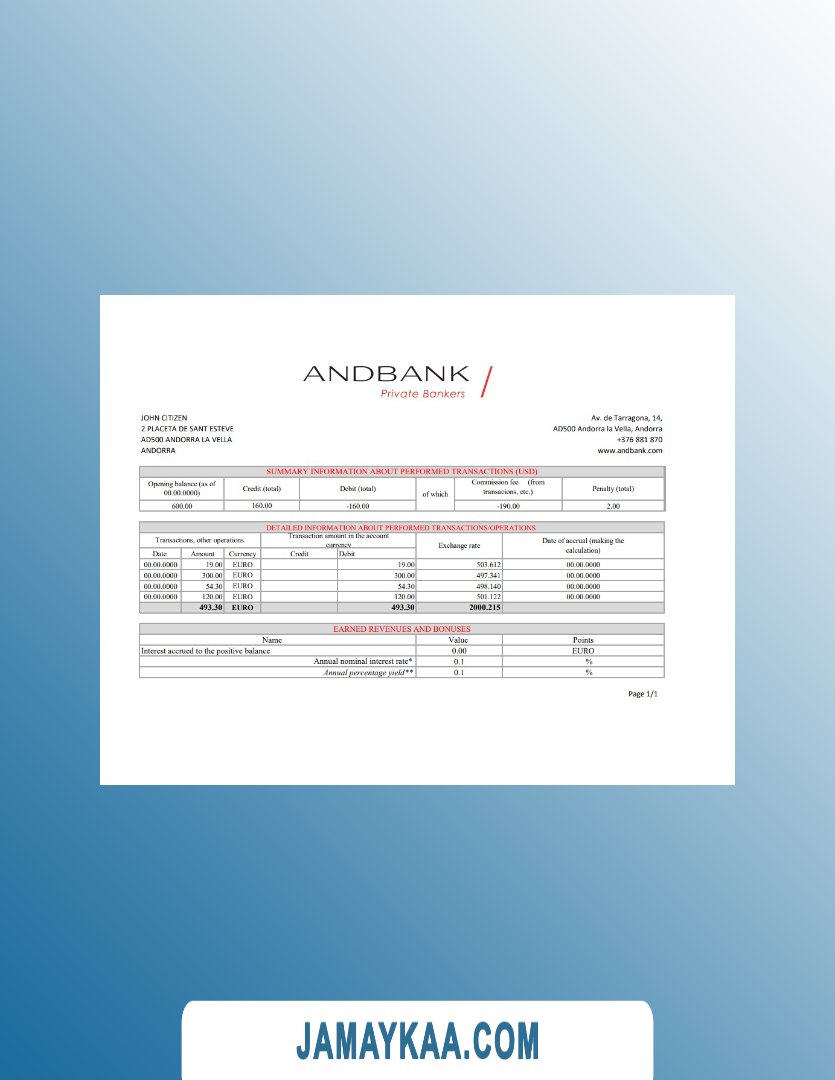 ANDBANK
Private Bankers
JOHN CITIZEN
2 PLACETA DE SANT ESTEVE
AD500 ANDORRA LA VELLA
ANDORRA
Av. de Tarragona, 14,
AD500 Andorra la Vella, Andorra
+376 881 870
www.andbank.com
SUMMARY INFORMATION ABOUT PERFORMED TRANSACTIONS (USD)
Opening balance (as of 00.00.0000) Credit (total) Debit (total) of which Commission fee (from transacions, etc.) Penalty (total)
600.00 160.00 -160.00 -190.00 2.00
DETAILED INFORMATION ABOUT PERFORMED TRANSACTIONS/OPERATIONS
Transactions, other operations Transaction amount in the account currency Exchange rate Date of accrual (making the calculation)
Date Amount Currency Credit Debit
00.00.0000 19.00 EURO 19.00 503.612 00.00.0000
00.00.0000 300.00 EURO 300.00 497.341 00.00.0000
00.00.0000 54.30 EURO 54.30 498.140 00.00.0000
00.00.0000 120.00 EURO 120.00 501.122 00.00.0000
493.30 EURO 493.30 2000.215
EARNED REVENUES AND BONUSES
Name Value Points
Interest accrued to the positive balance 0.00 EURO
Annual nominal interest rate* 0.1 %
Annual percentage yield** 0.1 %
Page 1/1
JAMAYKAA.COM